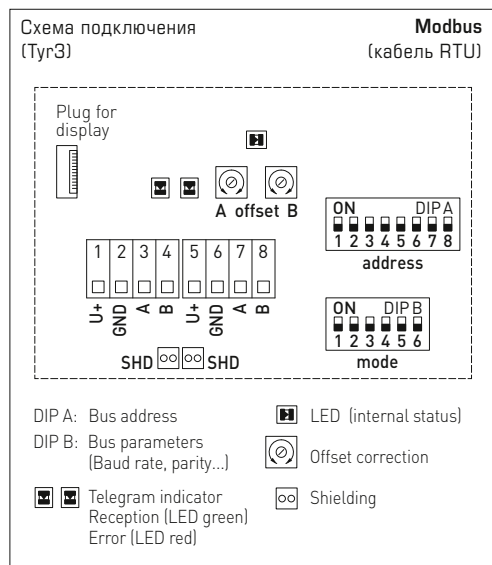 Схема подключения
(Tyr3)
Modbus
(кабель RTU)
Plug for
display
A offset B
ON DIP A
1 2 3 4 5 6 7 8
address
1 2 3 4 5 6 7 8
U+ GND A B U+ GND A B
ON DIP B
1 2 3 4 5 6
mode
SHD SHD
DIP A: Bus address
DIP B: Bus parameters
(Baud rate, parity...)
Telegram indicator
Reception (LED green)
Error (LED red)
LED (internal status)
Offset correction
Shielding